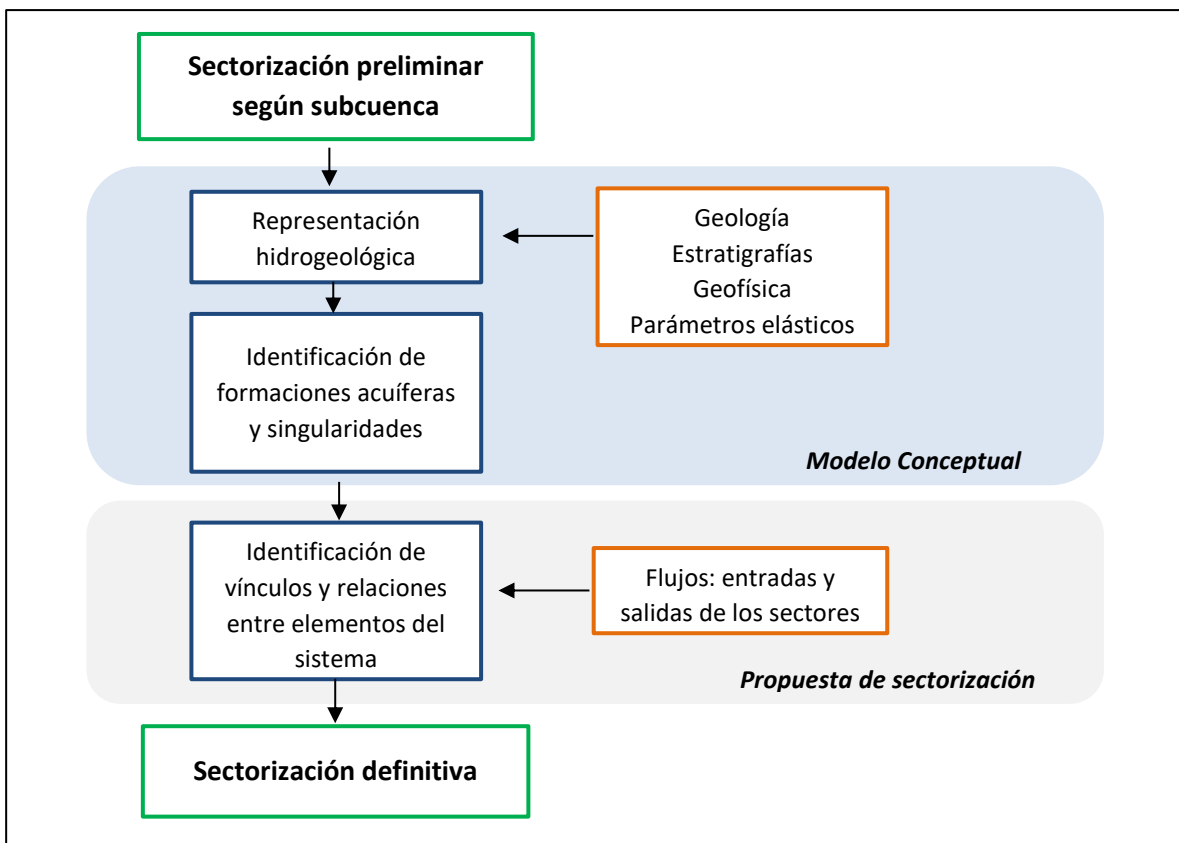 Sectorización preliminar
según subcuenca
Representación
hidrogeológica
Geología
Estratigrafías
Geofísica
Parámetros elásticos
Identificación de
formaciones acuíferas
y singularidades
Modelo Conceptual
Identificación de
vínculos y relaciones
entre elementos del
sistema
Flujos: entradas y
salidas de los sectores
Propuesta de sectorización
Sectorización definitiva